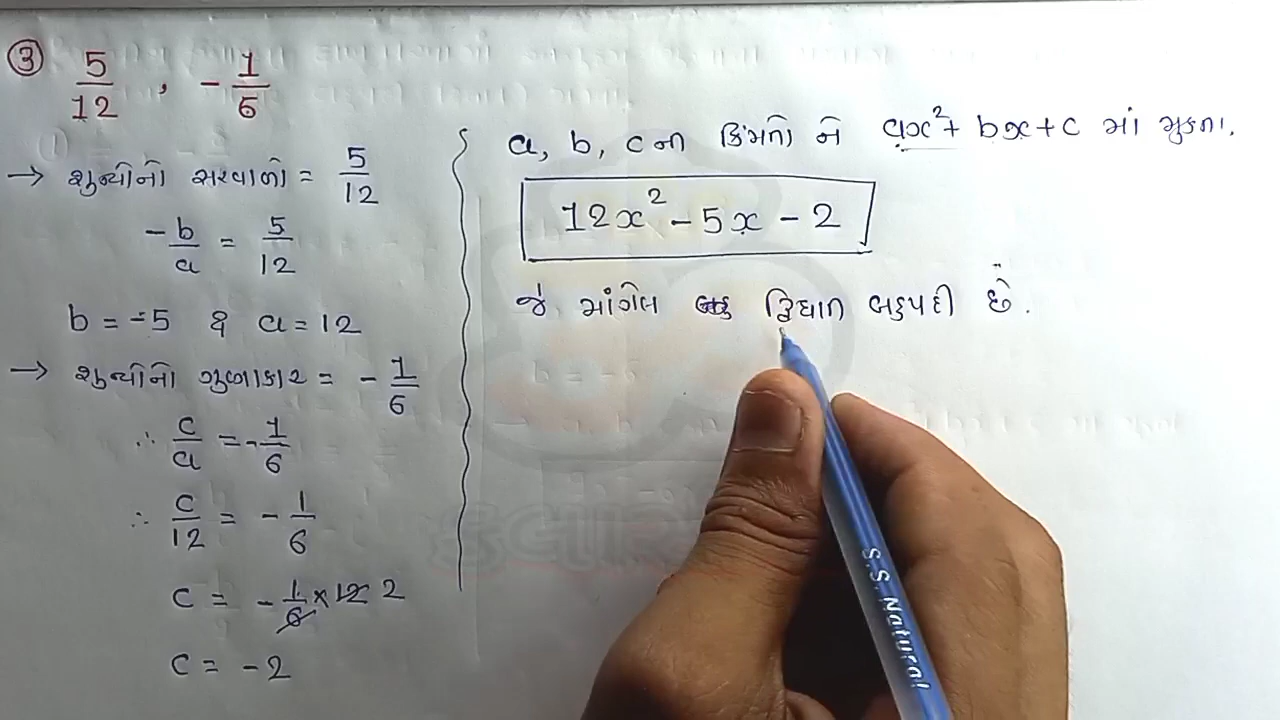 ③ 5/12 , - 1/6
→ શૂન્યોનો સરવાળો = 5/12
-b/a = 5/12
b = -5 & a = 12
→ શૂન્યોનો ગુણાકાર = - 1/6
∴ c/a = - 1/6
∴ c/12 = - 1/6
c = - 1/6 × 12 2
c = -2
a, b, c ના કિંમતો ને ax² + bx + c માં મુકતા.
12x² - 5x - 2
જે માંગેલ દ્વિઘાત બહુપદી છે.
S.S. Natural